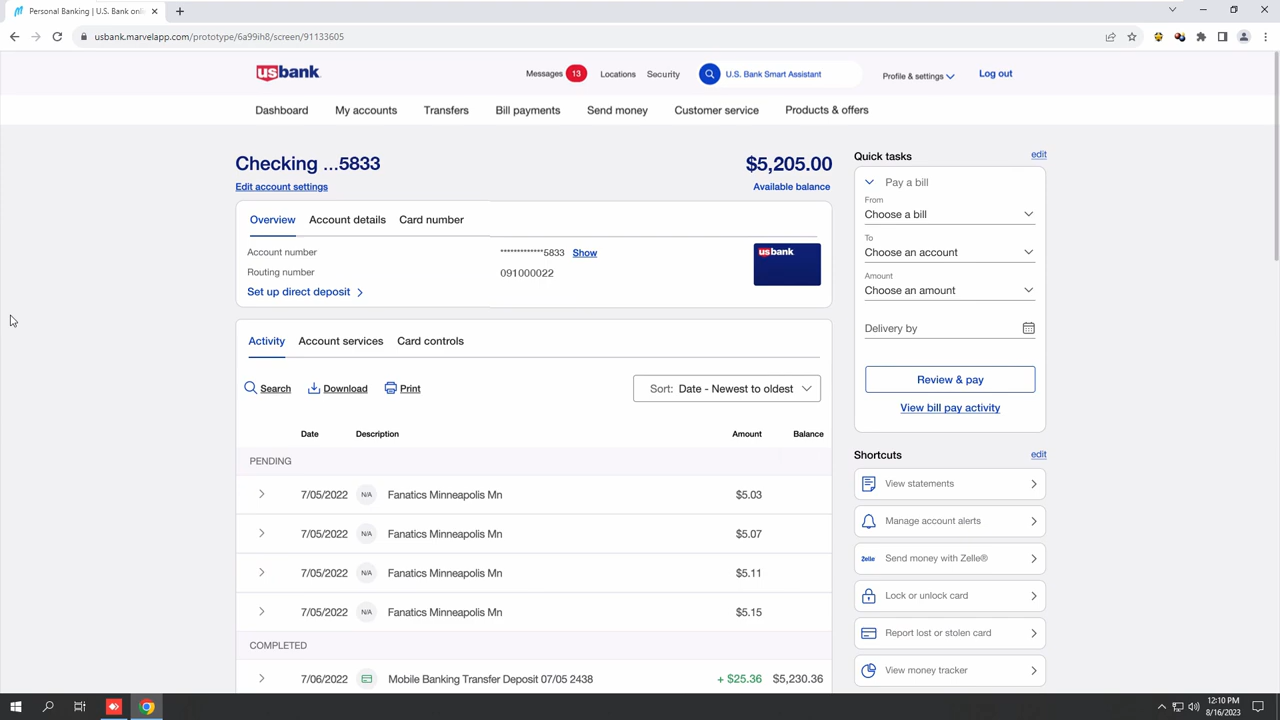 Personal Banking | U.S. Bank onli
usbank.marvelapp.com/prototype/6a99ih8/screen/91133605
usbank
Messages 13 Locations Security U.S. Bank Smart Assistant Profile & settings Log out
Dashboard My accounts Transfers Bill payments Send money Customer service Products & offers
Checking ...5833
$5,205.00
Edit account settings
Available balance
Overview Account details Card number
Account number *************5833 Show
Routing number 091000022
Set up direct deposit
usbank
Activity Account services Card controls
Search Download Print
Sort: Date - Newest to oldest
Date Description Amount Balance
PENDING
7/05/2022 N/A Fanatics Minneapolis Mn $5.03
7/05/2022 N/A Fanatics Minneapolis Mn $5.07
7/05/2022 N/A Fanatics Minneapolis Mn $5.11
7/05/2022 N/A Fanatics Minneapolis Mn $5.15
COMPLETED
7/06/2022 Mobile Banking Transfer Deposit 07/05 2438 + $25.36 $5,230.36
Quick tasks edit
Pay a bill
From
Choose a bill
To
Choose an account
Amount
Choose an amount
Delivery by
Review & pay
View bill pay activity
Shortcuts edit
View statements
Manage account alerts
Zelle Send money with Zelle®
Lock or unlock card
Report lost or stolen card
View money tracker
12:10 PM
8/16/2023